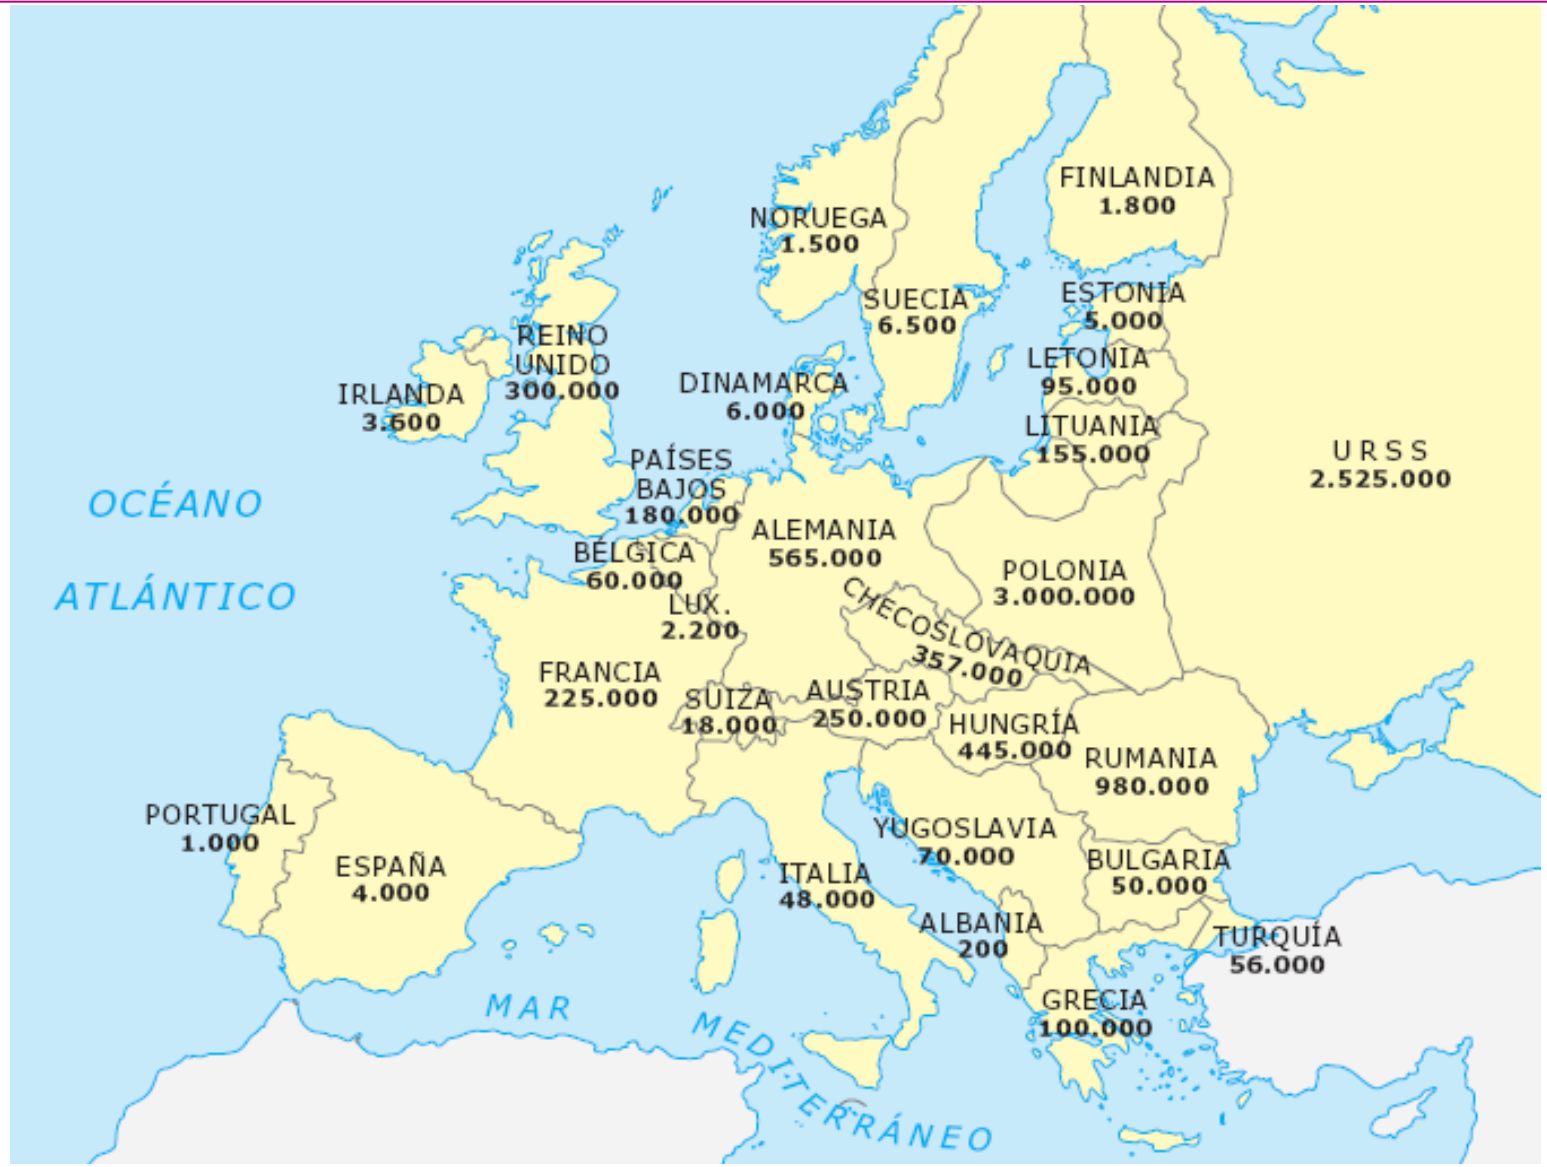 FINLANDIA
1.800
NORUEGA
1.500
SUECIA
6.500
ESTONIA
5.000
REINO
UNIDO
300.000
LETONIA
95.000
DINAMARCA
6.000
IRLANDA
3.600
LITUANIA
155.000
U R S S
2.525.000
PAÍSES
BAJOS
180.000
OCÉANO
ATLÁNTICO
ALEMANIA
565.000
BÉLGICA
60.000
POLONIA
3.000.000
LUX.
2.200
CHECOSLOVAQUIA
357.000
FRANCIA
225.000
SUIZA
18.000
AUSTRIA
250.000
HUNGRÍA
445.000
RUMANIA
980.000
PORTUGAL
1.000
ESPAÑA
4.000
YUGOSLAVIA
70.000
ITALIA
48.000
BULGARIA
50.000
ALBANIA
200
TURQUÍA
56.000
GRECIA
100.000
MAR
MEDITERRÁNEO